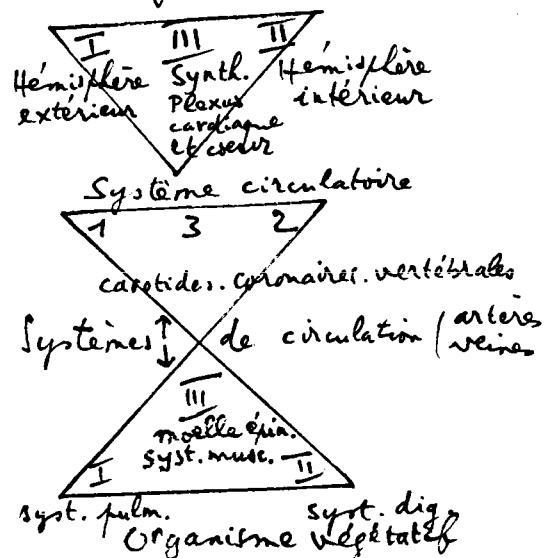 I III II
Hémisphère Synth. Hémisphère
extérieur Plexus intérieur
cardiaque
et coeur
Système circulatoire
1 3 2
carotides. coronaires. vertébrales
Systèmes de circulation ( artères
veines
III
moelle épin.
I syst. musc. II
syst. pulm. syst. dig.
Organisme végétatif